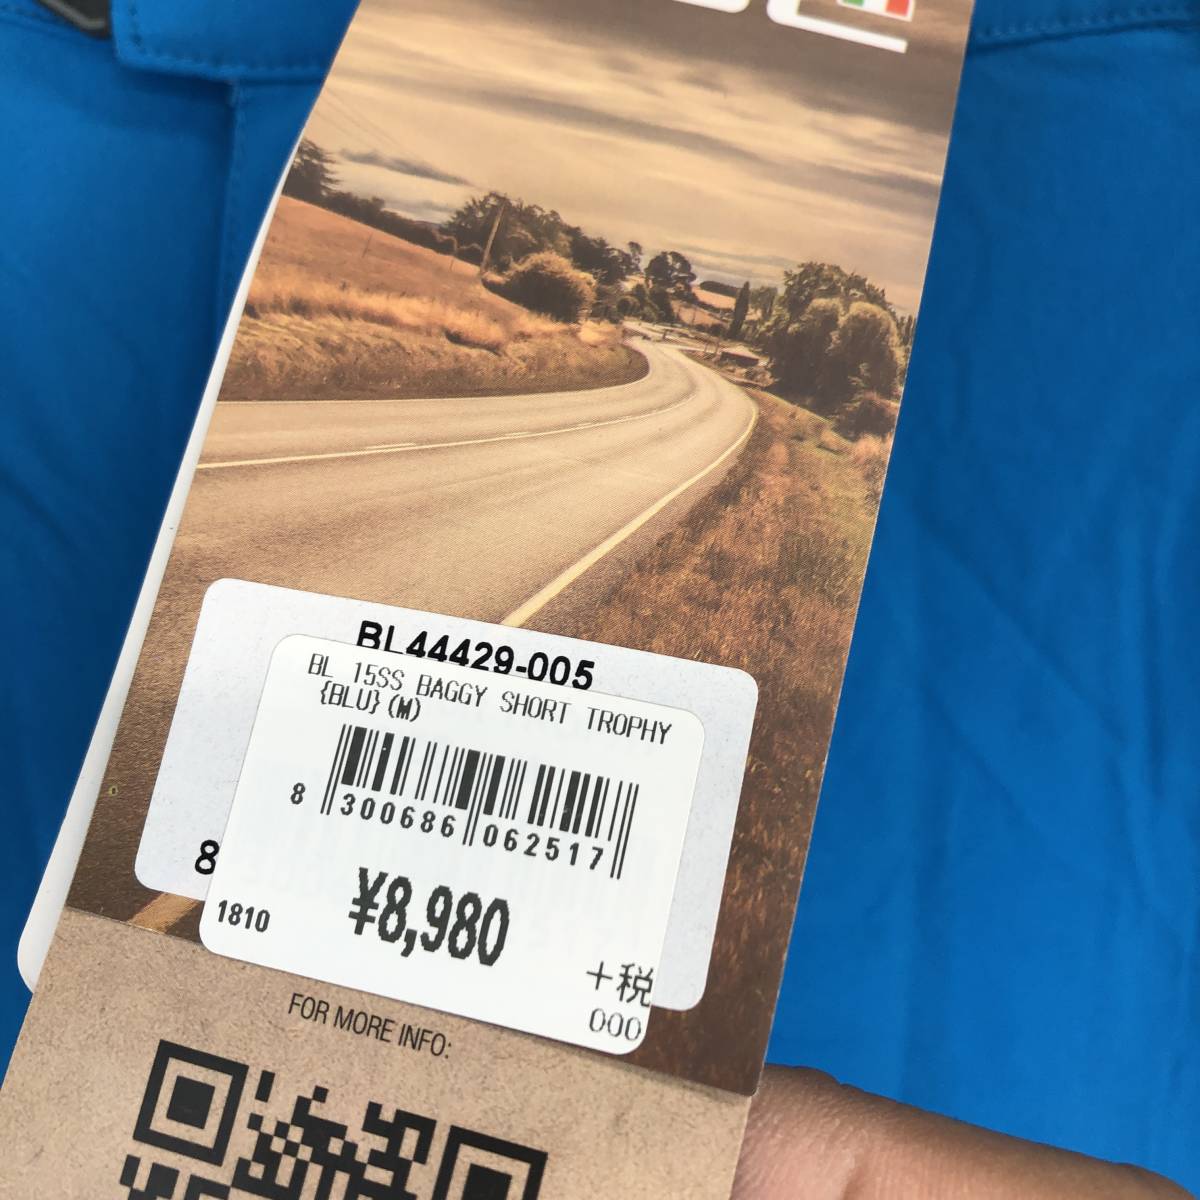 BL44429-005
BL 15SS BAGGY SHORT TROPHY
{BLU}(M)
8 300686 062517
8
¥8,980
1810
+税
000
FOR MORE INFO: